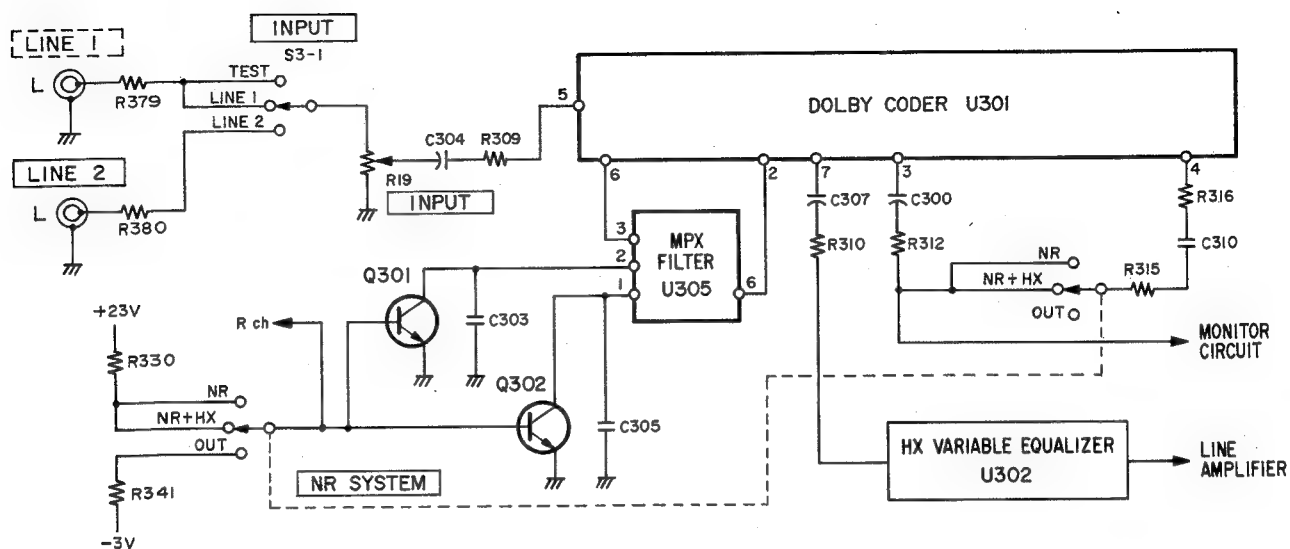 LINE 1
INPUT
S3-1
L
R379
TEST
LINE 1
LINE 2
LINE 2
L
R380
R19
INPUT
C304
R309
5
DOLBY CODER U301
6
2
7
3
4
C307
C300
R316
C310
R310
R312
R315
NR
NR+HX
OUT
3
2
1
MPX
FILTER
U305
6
MONITOR
CIRCUIT
Q301
C303
Q302
C305
R ch
+23V
R330
NR
NR+HX
OUT
R341
-3V
NR SYSTEM
HX VARIABLE EQUALIZER
U302
LINE
AMPLIFIER